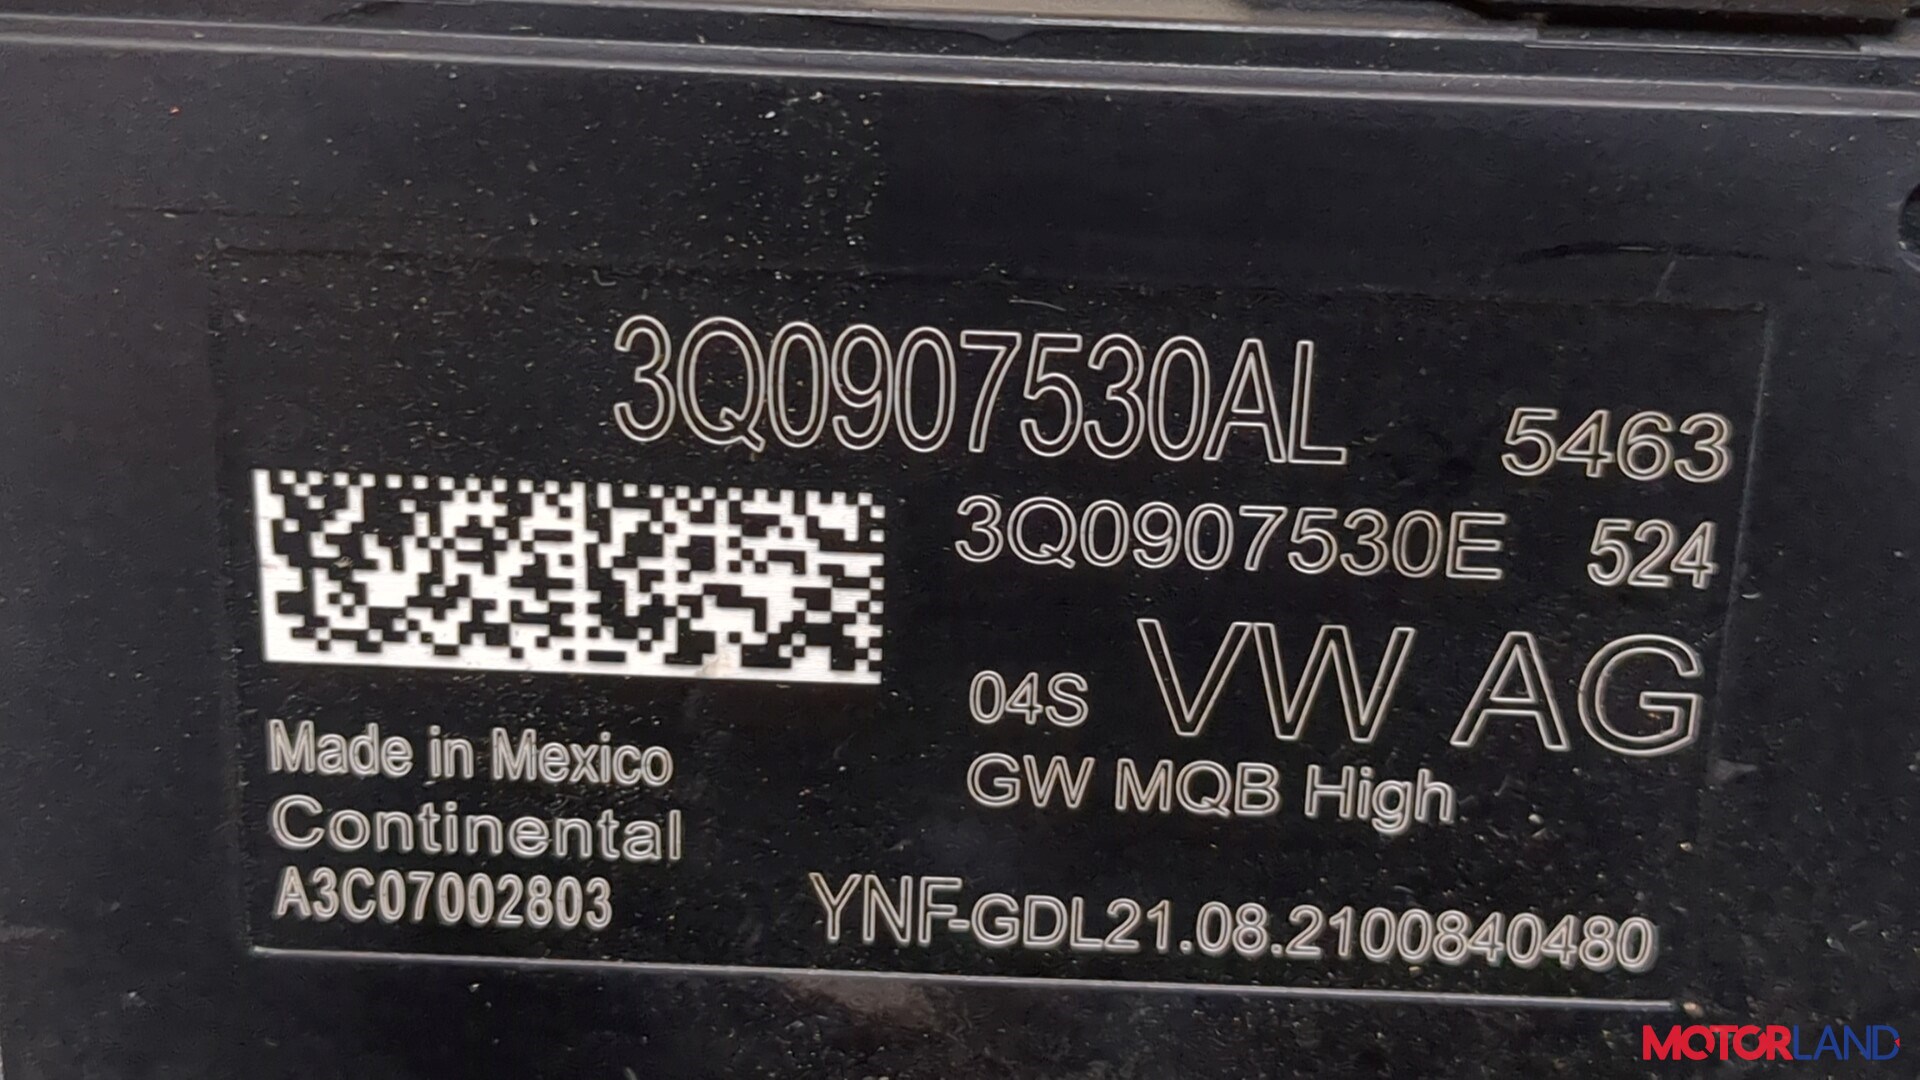 3Q0907530AL 5463
3Q0907530E 524
04S VW AG
GW MQB High
Made in Mexico
Continental
A3C07002803
YNF-GDL21.08.2100840480
MOTORLAND